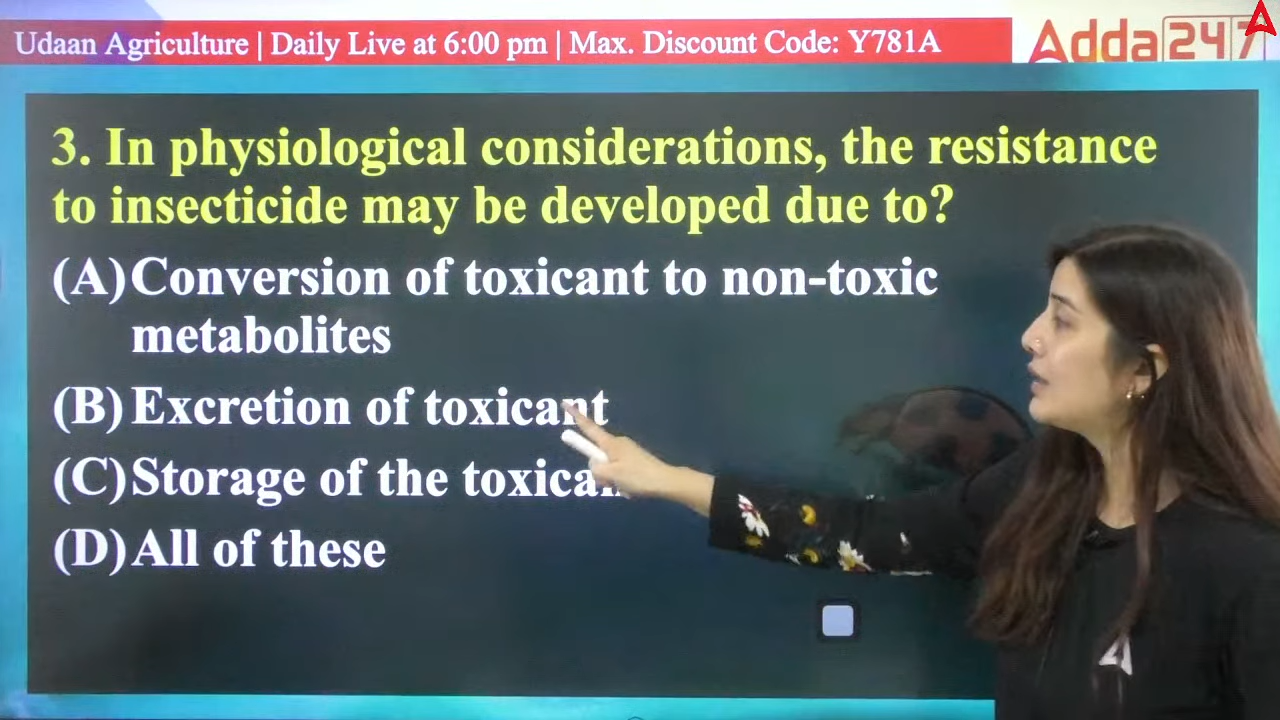 Udaan Agriculture | Daily Live at 6:00 pm | Max. Discount Code: Y781A
Adda247
3. In physiological considerations, the resistance
to insecticide may be developed due to?
(A) Conversion of toxicant to non-toxic
metabolites
(B) Excretion of toxicant
(C) Storage of the
(D) All of these